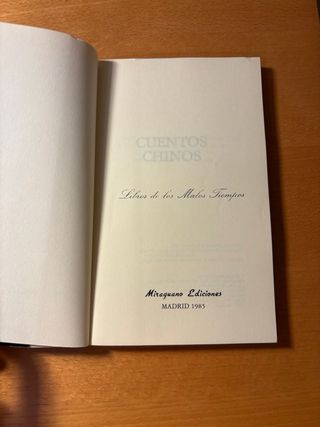 CUENTOS
CHINOS
Libros de los Malos Tiempos
Miraguano Ediciones
MADRID 1985